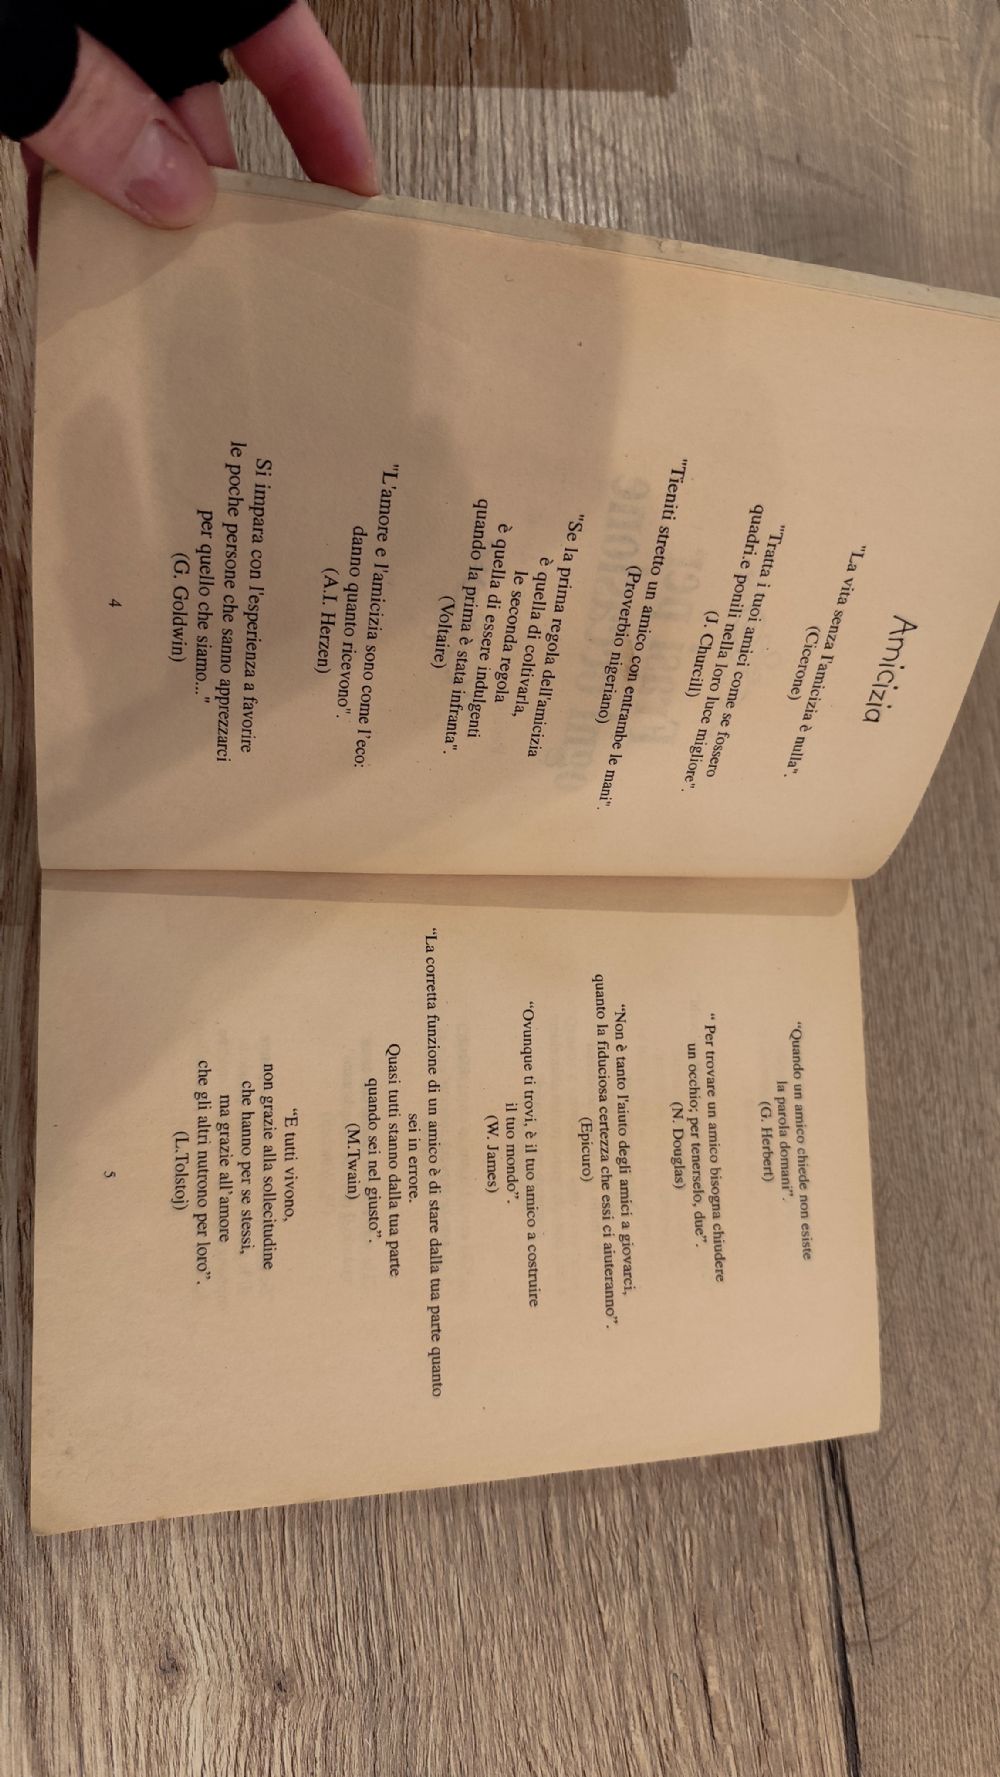 Amicizia
"La vita senza l'amicizia è nulla".
(Cicerone)
"Tratta i tuoi amici come se fossero
quadri.e ponili nella loro luce migliore".
(J. Churcill)
"Tieniti stretto un amico con entrambe le mani".
(Proverbio nigeriano)
"Se la prima regola dell'amicizia
è quella di coltivarla,
le seconda regola
è quella di essere indulgenti
quando la prima è stata infranta".
(Voltaire)
"L'amore e l'amicizia sono come l'eco:
danno quanto ricevono".
(A.I. Herzen)
Si impara con l'esperienza a favorire
le poche persone che sanno apprezzarci
per quello che siamo..."
(G. Goldwin)
4
“Quando un amico chiede non esiste
la parola domani”.
(G. Herbert)
“ Per trovare un amico bisogna chiudere
un occhio; per tenerselo, due”.
(N. Douglas)
“Non è tanto l'aiuto degli amici a giovarci,
quanto la fiduciosa certezza che essi ci aiuteranno”.
(Epicuro)
“Ovunque ti trovi, è il tuo amico a costruire
il tuo mondo”.
(W. James)
“La corretta funzione di un amico è di stare dalla tua parte quanto
sei in errore.
Quasi tutti stanno dalla tua parte
quando sei nel giusto”.
(M.Twain)
“E tutti vivono,
non grazie alla sollecitudine
che hanno per se stessi,
ma grazie all'amore
che gli altri nutrono per loro”.
(L.Tolstoj)
5